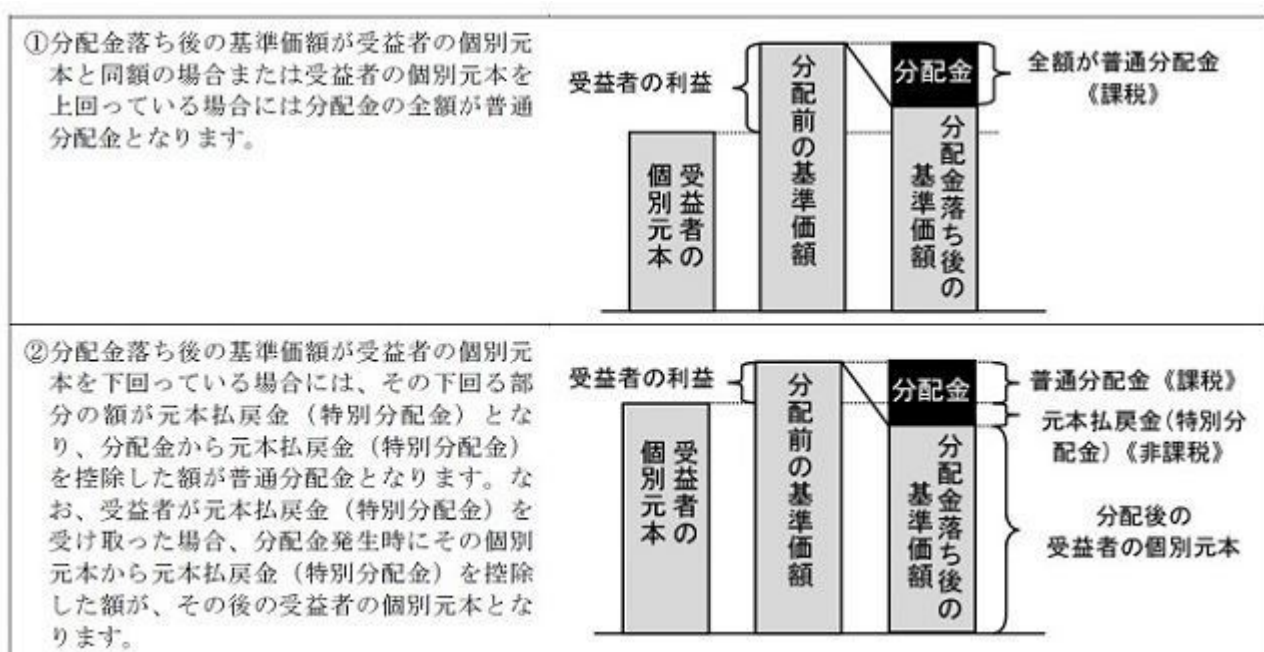 ①分配金落ち後の基準価額が受益者の個別元
本と同額の場合または受益者の個別元本を
上回っている場合には分配金の全額が普通
分配金となります。
受益者の利益
受益者の
個別元本
分配前の基準価額
分配金
分配金落ち後の
基準価額
全額が普通分配金
《課税》
②分配金落ち後の基準価額が受益者の個別元
本を下回っている場合には、その下回る部
分の額が元本払戻金（特別分配金）とな
り、分配金から元本払戻金（特別分配金）
を控除した額が普通分配金となります。な
お、受益者が元本払戻金（特別分配金）を
受け取った場合、分配金発生時にその個別
元本から元本払戻金（特別分配金）を控除
した額が、その後の受益者の個別元本とな
ります。
受益者の利益
受益者の
個別元本
分配前の基準価額
分配金
分配金落ち後の
基準価額
普通分配金《課税》
元本払戻金(特別分
配金)《非課税》
分配後の
受益者の個別元本